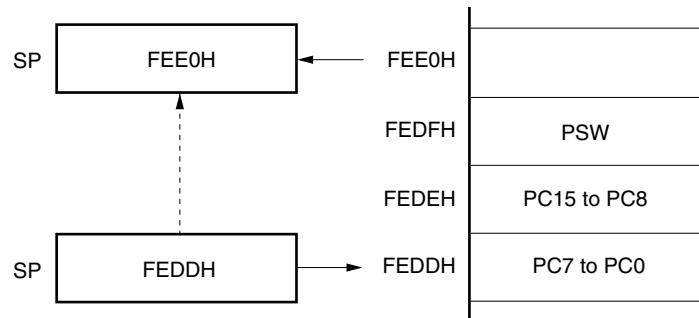 SP FEE0H FEE0H
FEDFH PSW
FEDEH PC15 to PC8
SP FEDDH FEDDH PC7 to PC0